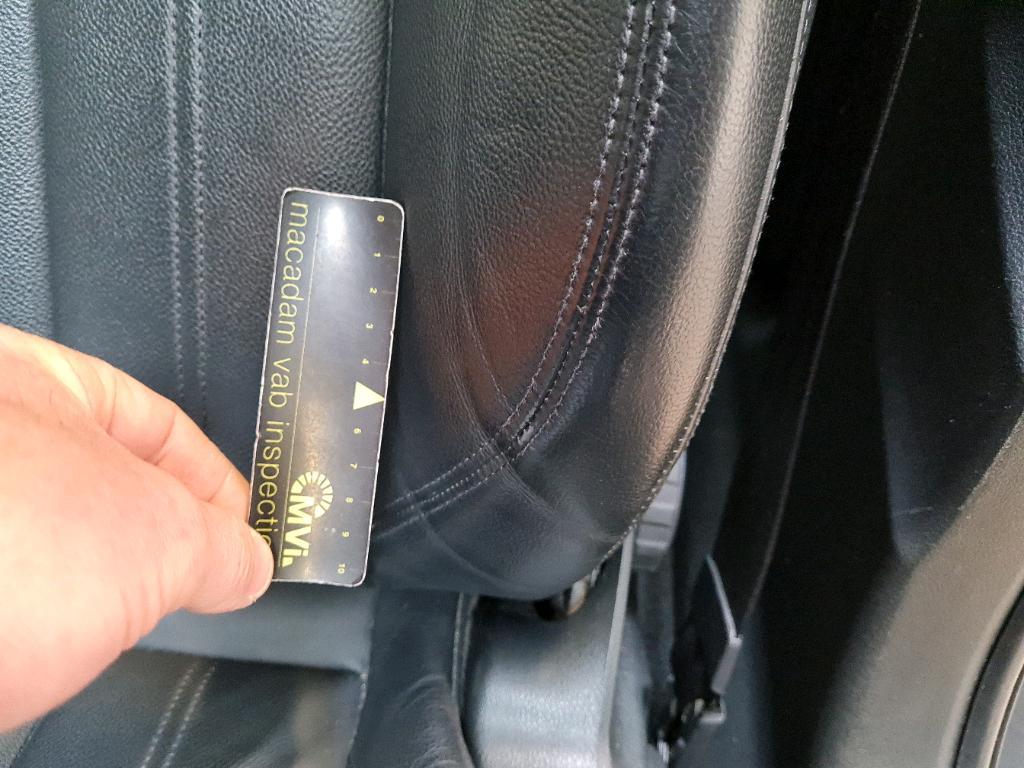 0 1 2 3 4 6 7 8 9 10
MVi
macadam vab inspectio